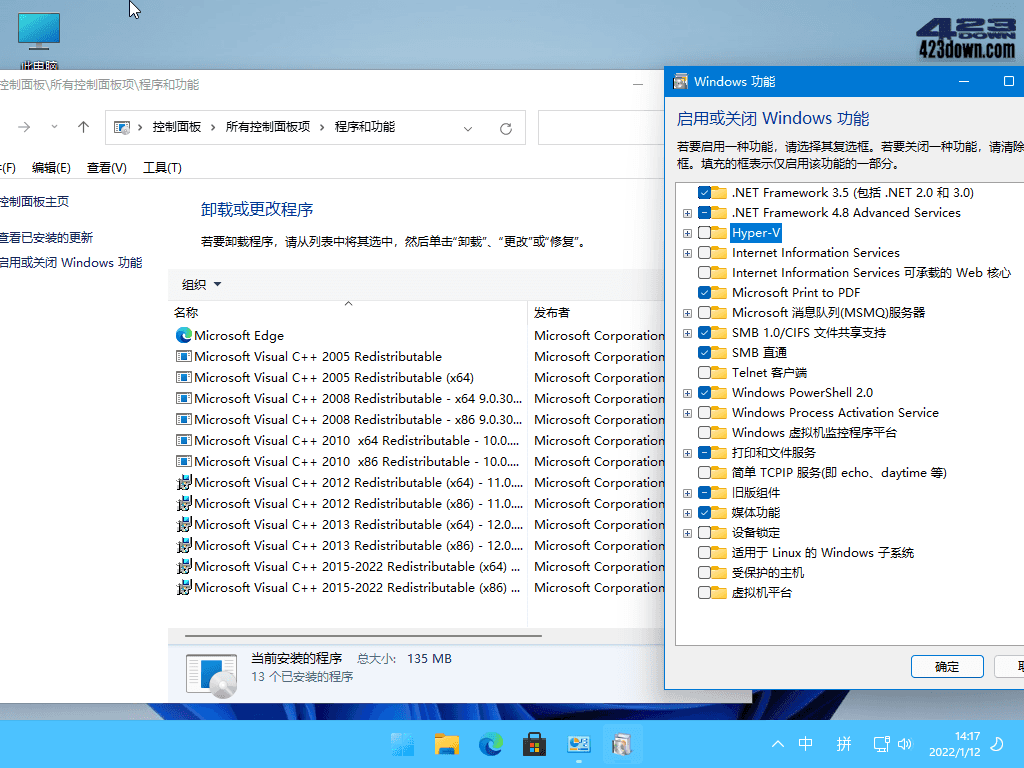 423DOWN
423down.com
此电脑
控制面板\所有控制面板项\程序和功能
控制面板 › 所有控制面板项 › 程序和功能
(F) 编辑(E) 查看(V) 工具(T)
控制面板主页
查看已安装的更新
启用或关闭 Windows 功能
卸载或更改程序
若要卸载程序，请从列表中将其选中，然后单击“卸载”、“更改”或“修复”。
组织
名称 发布者
Microsoft Edge Microsoft Corporation
Microsoft Visual C++ 2005 Redistributable Microsoft Corporation
Microsoft Visual C++ 2005 Redistributable (x64) Microsoft Corporation
Microsoft Visual C++ 2008 Redistributable - x64 9.0.30... Microsoft Corporation
Microsoft Visual C++ 2008 Redistributable - x86 9.0.30... Microsoft Corporation
Microsoft Visual C++ 2010  x64 Redistributable - 10.0.... Microsoft Corporation
Microsoft Visual C++ 2010  x86 Redistributable - 10.0.... Microsoft Corporation
Microsoft Visual C++ 2012 Redistributable (x64) - 11.0.... Microsoft Corporation
Microsoft Visual C++ 2012 Redistributable (x86) - 11.0.... Microsoft Corporation
Microsoft Visual C++ 2013 Redistributable (x64) - 12.0.... Microsoft Corporation
Microsoft Visual C++ 2013 Redistributable (x86) - 12.0.... Microsoft Corporation
Microsoft Visual C++ 2015-2022 Redistributable (x64) ... Microsoft Corporation
Microsoft Visual C++ 2015-2022 Redistributable (x86) ... Microsoft Corporation
当前安装的程序 总大小: 135 MB
13 个已安装的程序
Windows 功能
启用或关闭 Windows 功能
若要启用一种功能，请选择其复选框。若要关闭一种功能，请清除
框。填充的框表示仅启用该功能的一部分。
.NET Framework 3.5 (包括 .NET 2.0 和 3.0)
.NET Framework 4.8 Advanced Services
Hyper-V
Internet Information Services
Internet Information Services 可承载的 Web 核心
Microsoft Print to PDF
Microsoft 消息队列(MSMQ)服务器
SMB 1.0/CIFS 文件共享支持
SMB 直通
Telnet 客户端
Windows PowerShell 2.0
Windows Process Activation Service
Windows 虚拟机监控程序平台
打印和文件服务
简单 TCPIP 服务(即 echo、daytime 等)
旧版组件
媒体功能
设备锁定
适用于 Linux 的 Windows 子系统
受保护的主机
虚拟机平台
确定
中 拼 14:17
2022/1/12